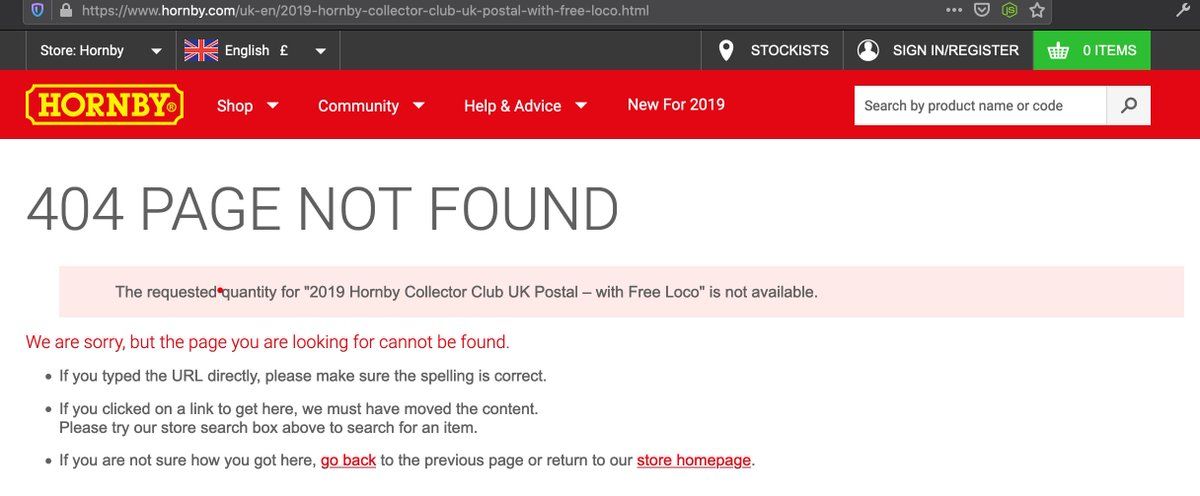 https://www.hornby.com/uk-en/2019-hornby-collector-club-uk-postal-with-free-loco.html
Store: Hornby English £ STOCKISTS SIGN IN/REGISTER 0 ITEMS
HORNBY® Shop Community Help & Advice New For 2019 Search by product name or code
404 PAGE NOT FOUND
The requested quantity for "2019 Hornby Collector Club UK Postal – with Free Loco" is not available.
We are sorry, but the page you are looking for cannot be found.
• If you typed the URL directly, please make sure the spelling is correct.
• If you clicked on a link to get here, we must have moved the content.
Please try our store search box above to search for an item.
• If you are not sure how you got here, go back to the previous page or return to our store homepage.